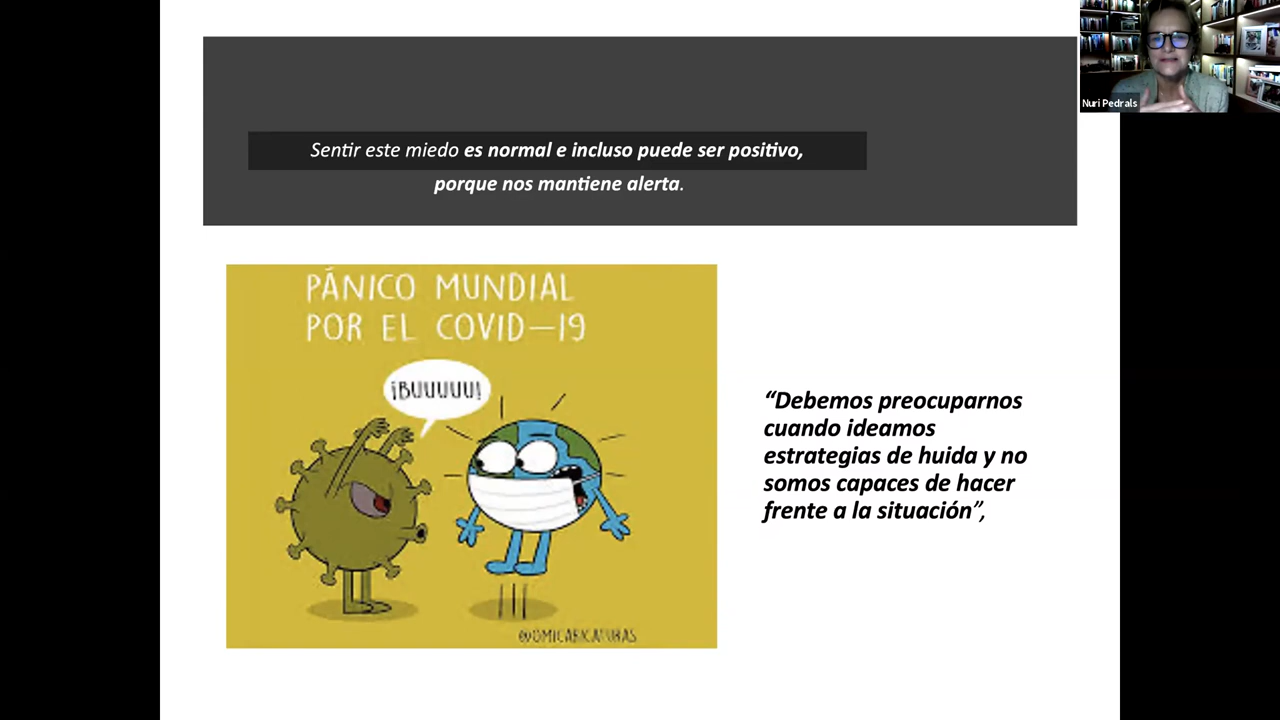 Nuri Pedrals
Sentir este miedo es normal e incluso puede ser positivo,
porque nos mantiene alerta.
PÁNICO MUNDIAL
POR EL COVID-19
¡BUUUUU!
@OMICARICATURAS
“Debemos preocuparnos
cuando ideamos
estrategias de huida y no
somos capaces de hacer
frente a la situación”,